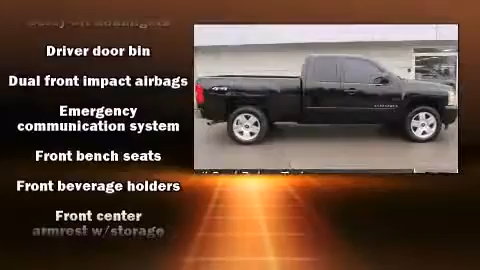 Driver door bin
Dual front impact airbags
Emergency
communication system
Front bench seats
Front beverage holders
Front center
armrest w/storage